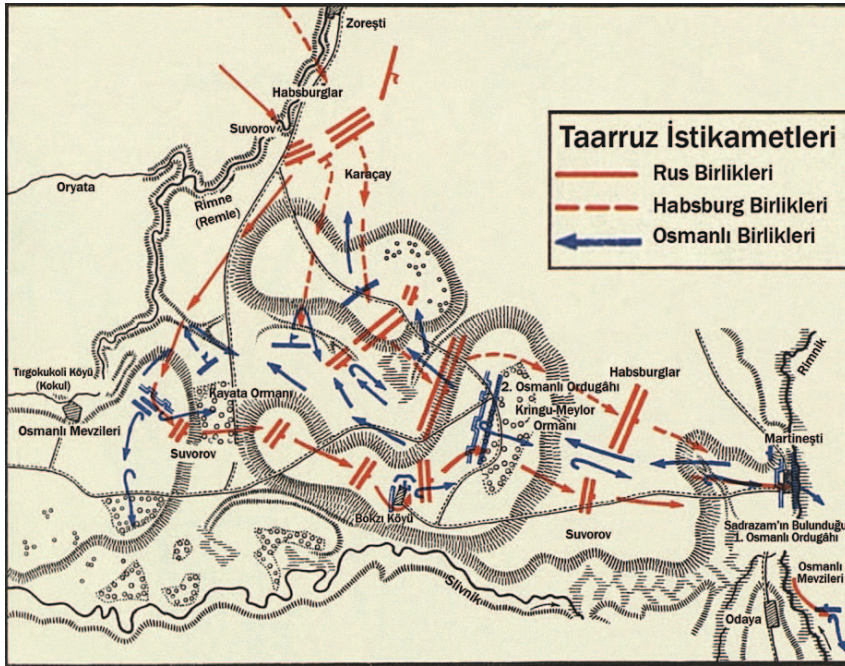 Zoreşti
Habsburglar
Suvorov
Karaçay
Oryata
Rimne
(Remle)
Taarruz İstikametleri
Rus Birlikleri
Habsburg Birlikleri
Osmanlı Birlikleri
Rimnik
Tırgokukoli Köyü
(Kokul)
Osmanlı Mevzileri
Kayata Ormanı
Suvorov
2. Osmanlı Ordugâhı
Kringu-Meylor
Ormanı
Habsburglar
Martineşti
Bokzı Köyü
Suvorov
Sadrazam'ın Bulunduğu
1. Osmanlı Ordugâhı
Slivnik
Osmanlı
Mevzileri
Odaya